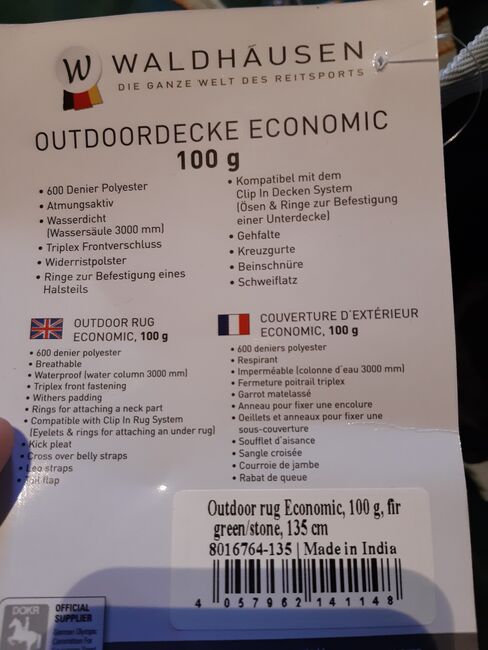 W WALDHAUSEN
DIE GANZE WELT DES REITSPORTS
OUTDOORDECKE ECONOMIC
100 g
• 600 Denier Polyester
• Atmungsaktiv
• Wasserdicht
(Wassersäule 3000 mm)
• Triplex Frontverschluss
• Widerristpolster
• Ringe zur Befestigung eines
Halsteils
• Kompatibel mit dem
Clip In Decken System
(Ösen & Ringe zur Befestigung
einer Unterdecke)
• Gehfalte
• Kreuzgurte
• Beinschnüre
• Schweiflatz
OUTDOOR RUG
ECONOMIC, 100 g
• 600 denier polyester
• Breathable
• Waterproof (water column 3000 mm)
• Triplex front fastening
• Withers padding
• Rings for attaching a neck part
• Compatible with Clip In Rug System
(Eyelets & rings for attaching an under rug)
• Kick pleat
• Cross over belly straps
• Leg straps
• Tail flap
COUVERTURE D'EXTÉRIEUR
ECONOMIC, 100 g
• 600 deniers polyester
• Respirant
• Imperméable (colonne d'eau 3000 mm)
• Fermeture poitrail triplex
• Garrot matelassé
• Anneau pour fixer une encolure
• Oeillets et anneaux pour fixer une
sous-couverture
• Soufflet d'aisance
• Sangle croisée
• Courroie de jambe
• Rabat de queue
Outdoor rug Economic, 100 g, fir
green/stone, 135 cm
8016764-135 | Made in India
4 057962 141148
DOKR
OFFICIAL
SUPPLIER
German Olympic
Committee For